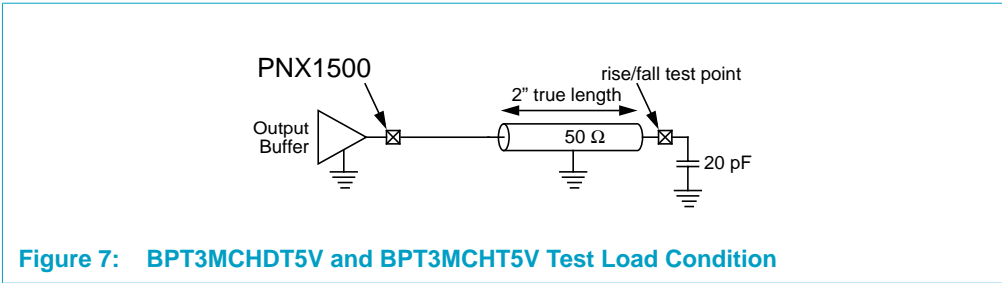 PNX1500
rise/fall test point
2” true length
Output
Buffer
50 Ω
20 pF
Figure 7: BPT3MCHDT5V and BPT3MCHT5V Test Load Condition